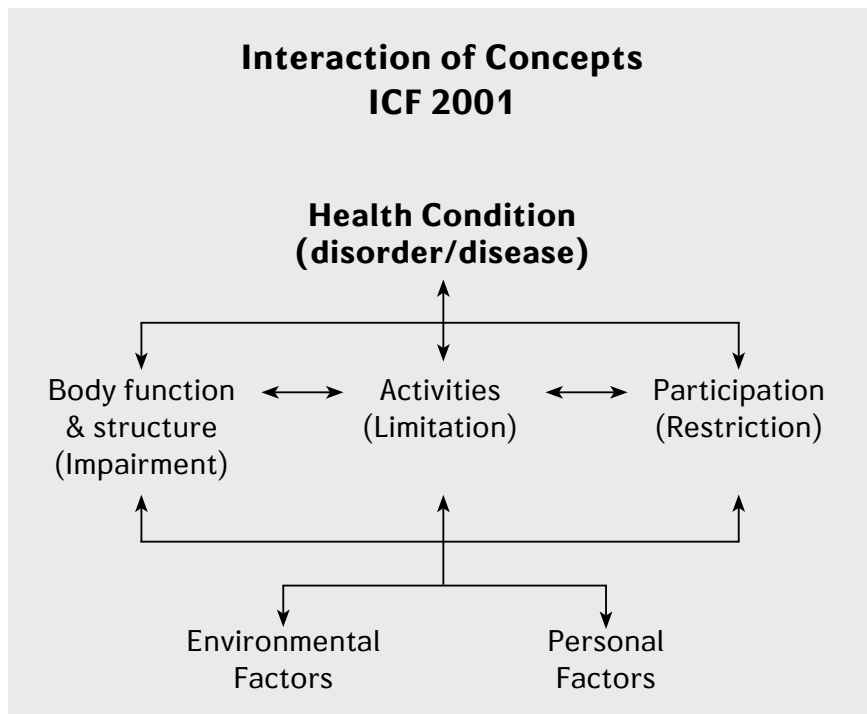 Interaction of Concepts
ICF 2001
Health Condition
(disorder/disease)
Body function
& structure
(Impairment)
Activities
(Limitation)
Participation
(Restriction)
Environmental
Factors
Personal
Factors